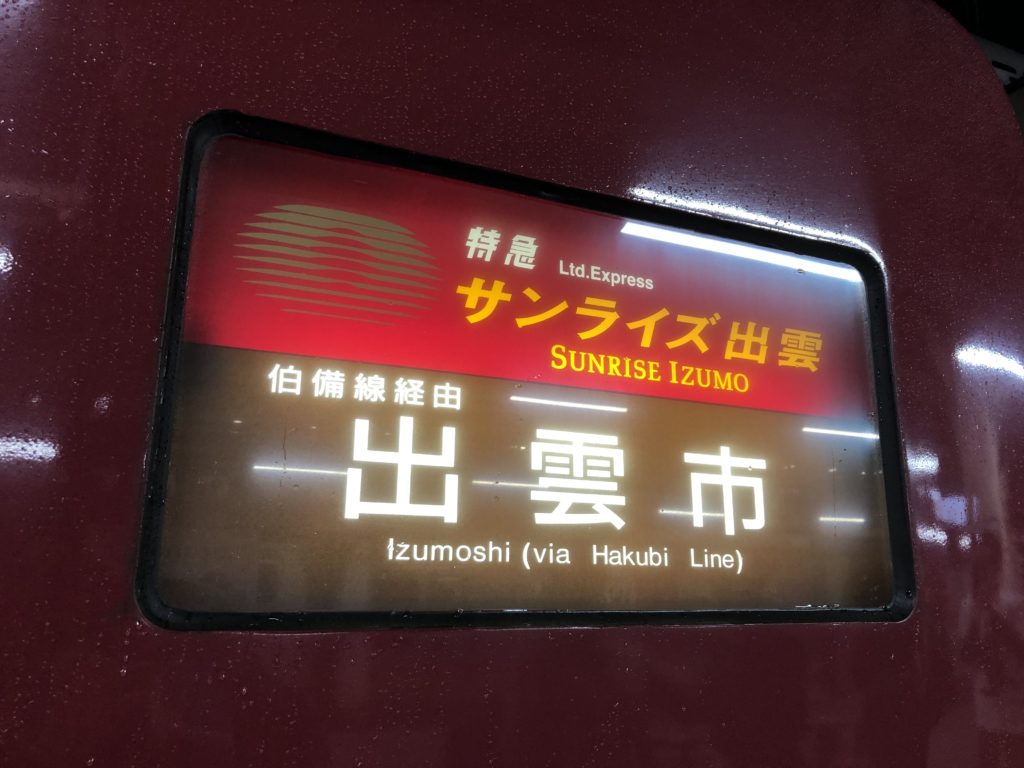 特急 Ltd.Express
サンライズ出雲
SUNRISE IZUMO
伯備線経由
出雲市
Izumoshi (via Hakubi Line)